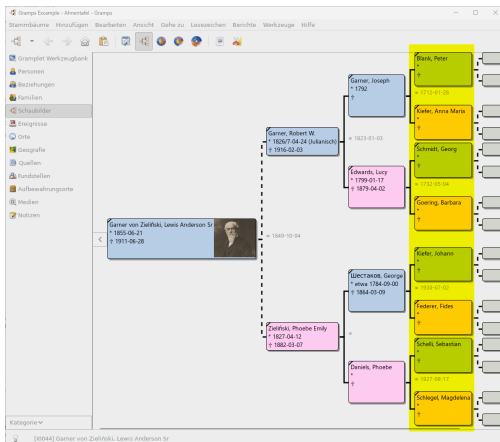 Gramps Example - Ahnentafel - Gramps
Stammbäume Hinzufügen Bearbeiten Ansicht Gehe zu Lesezeichen Berichte Werkzeuge Hilfe
Gramplet Werkzeugbank
Personen
Beziehungen
Familien
Schaubilder
Ereignisse
Orte
Geografie
Quellen
Fundstellen
Aufbewahrungsorte
Medien
Notizen
Kategorie
Garner von Zieliński, Lewis Anderson Sr
* 1855-06-21
† 1911-06-28
= 1849-10-04
Garner, Robert W.
* 1826/7-04-24 (Julianisch)
† 1916-02-03
Zieliński, Phoebe Emily
* 1827-04-12
† 1882-03-07
Garner, Joseph
* 1792
†
= 1823-01-03
Edwards, Lucy
* 1799-01-17
† 1879-04-02
Шестаков, George
* etwa 1784-09-00
† 1864-03-09
=
Daniels, Phoebe
*
†
Blank, Peter
*
†
= 1712-01-28
Kiefer, Anna Maria
*
†
Schmidt, Georg
*
†
= 1732-05-04
Goering, Barbara
*
†
Kiefer, Johann
*
†
= 1930-07-02
Federer, Fides
*
†
Schelli, Sebastian
*
†
= 1927-08-17
Schlegel, Magdelena
*
†
[I0044] Garner von Zieliński, Lewis Anderson Sr